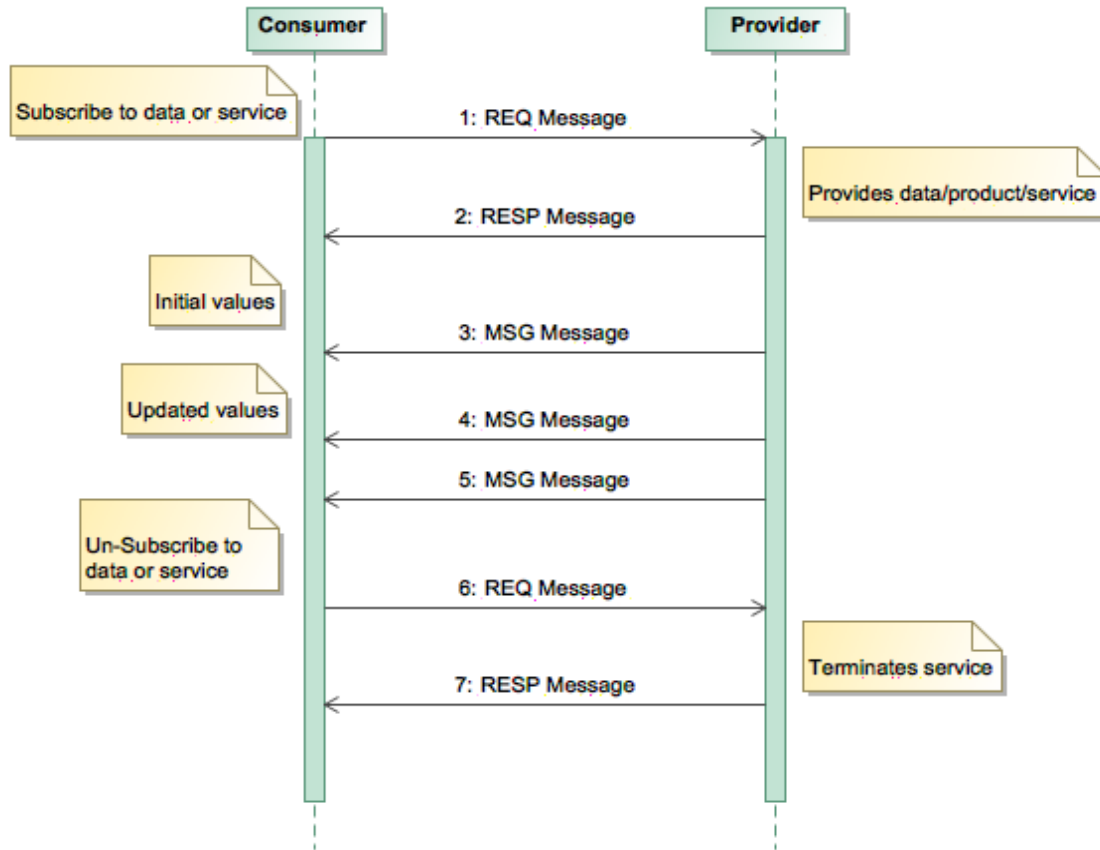 Consumer
Provider
Subscribe to data or service
1: REQ Message
Provides data/product/service
2: RESP Message
Initial values
3: MSG Message
Updated values
4: MSG Message
5: MSG Message
Un-Subscribe to
data or service
6: REQ Message
Terminates service
7: RESP Message